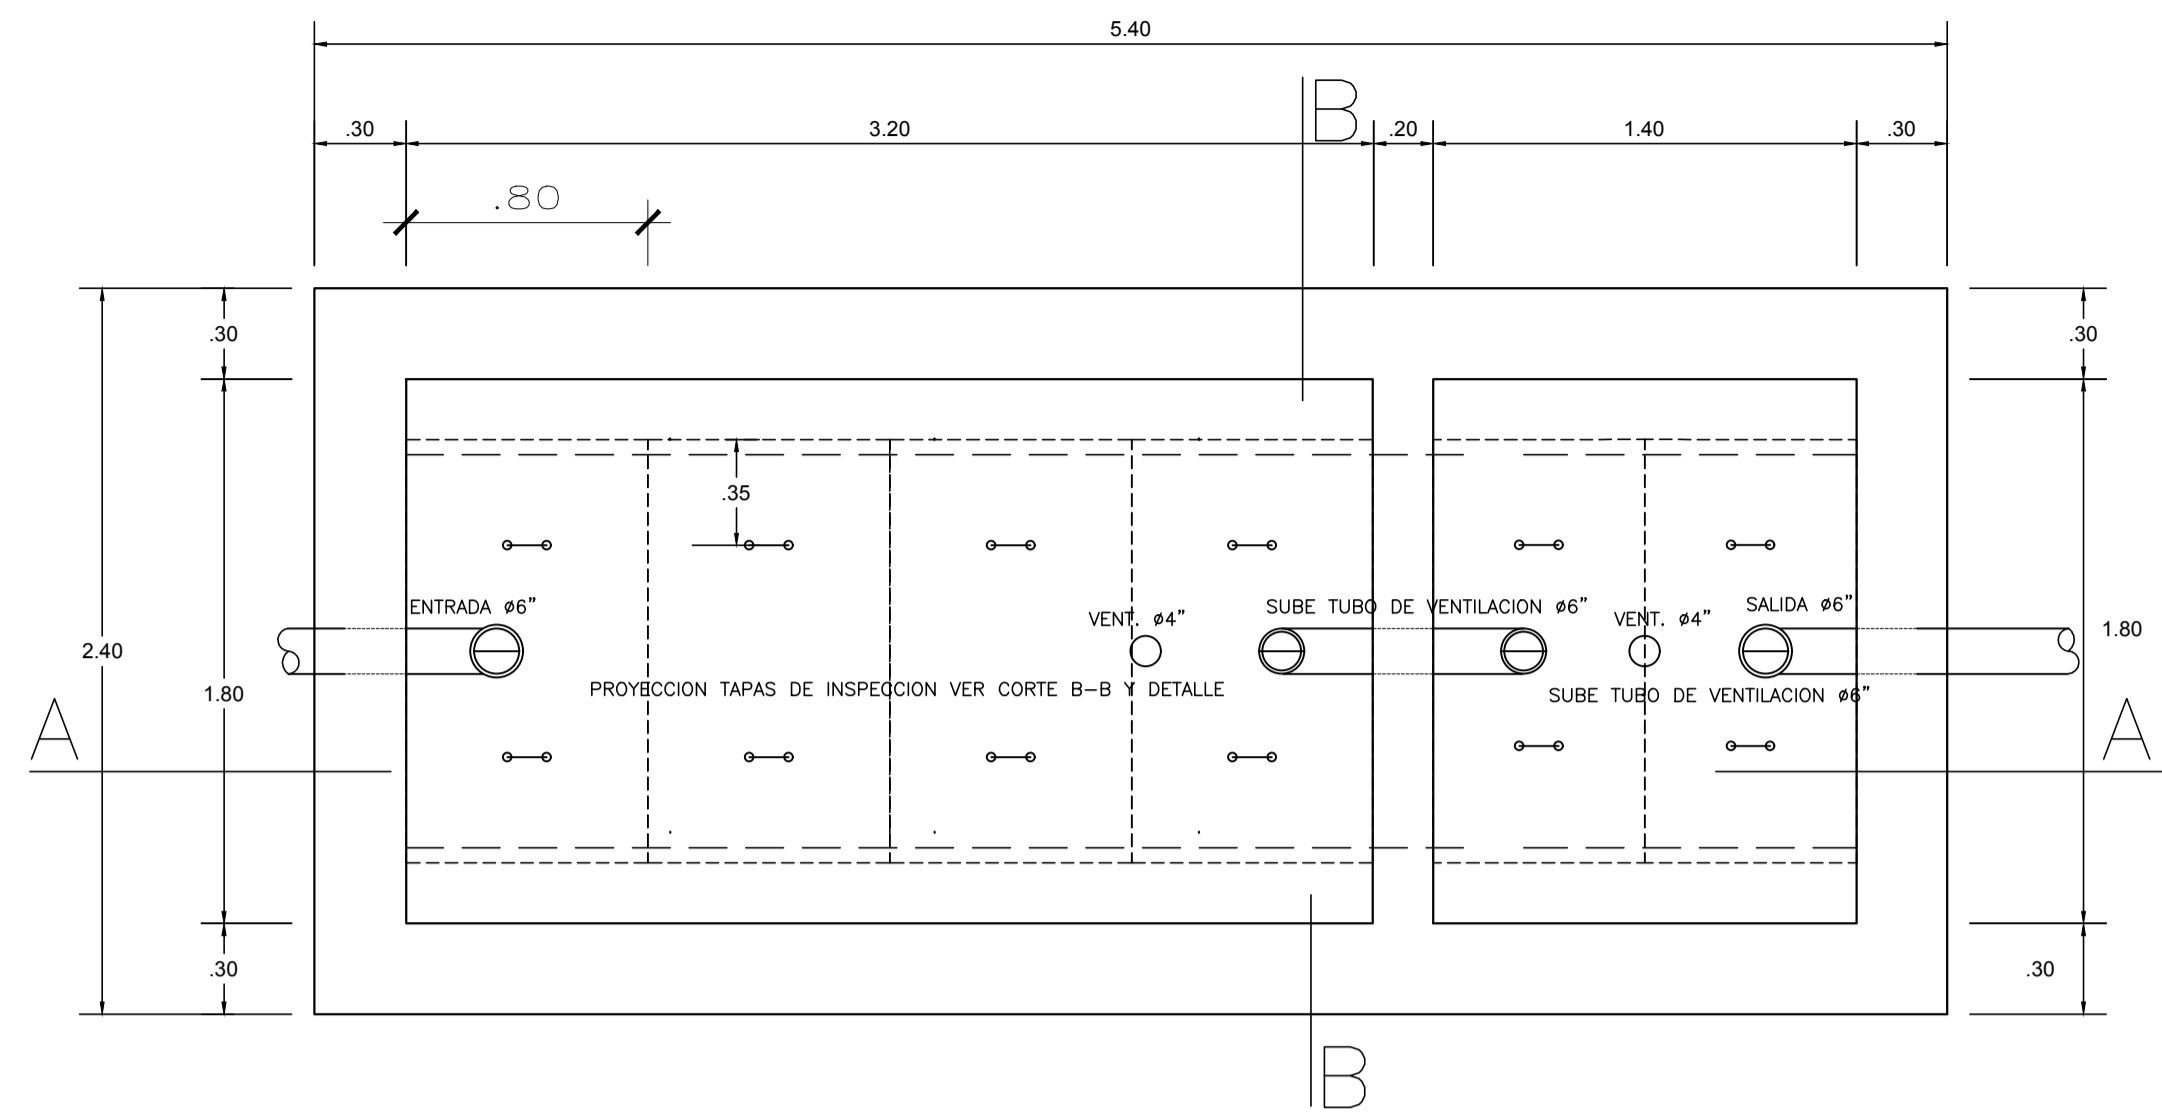 5.40
B
.30
3.20
.20
1.40
.30
.80
.30
.30
.35
ENTRADA ø6”
VENT. ø4”
SUBE TUBO DE VENTILACION ø6”
VENT. ø4”
SALIDA ø6”
2.40
1.80
1.80
PROYECCION TAPAS DE INSPECCION VER CORTE B-B Y DETALLE
SUBE TUBO DE VENTILACION ø6”
A
A
.30
.30
B